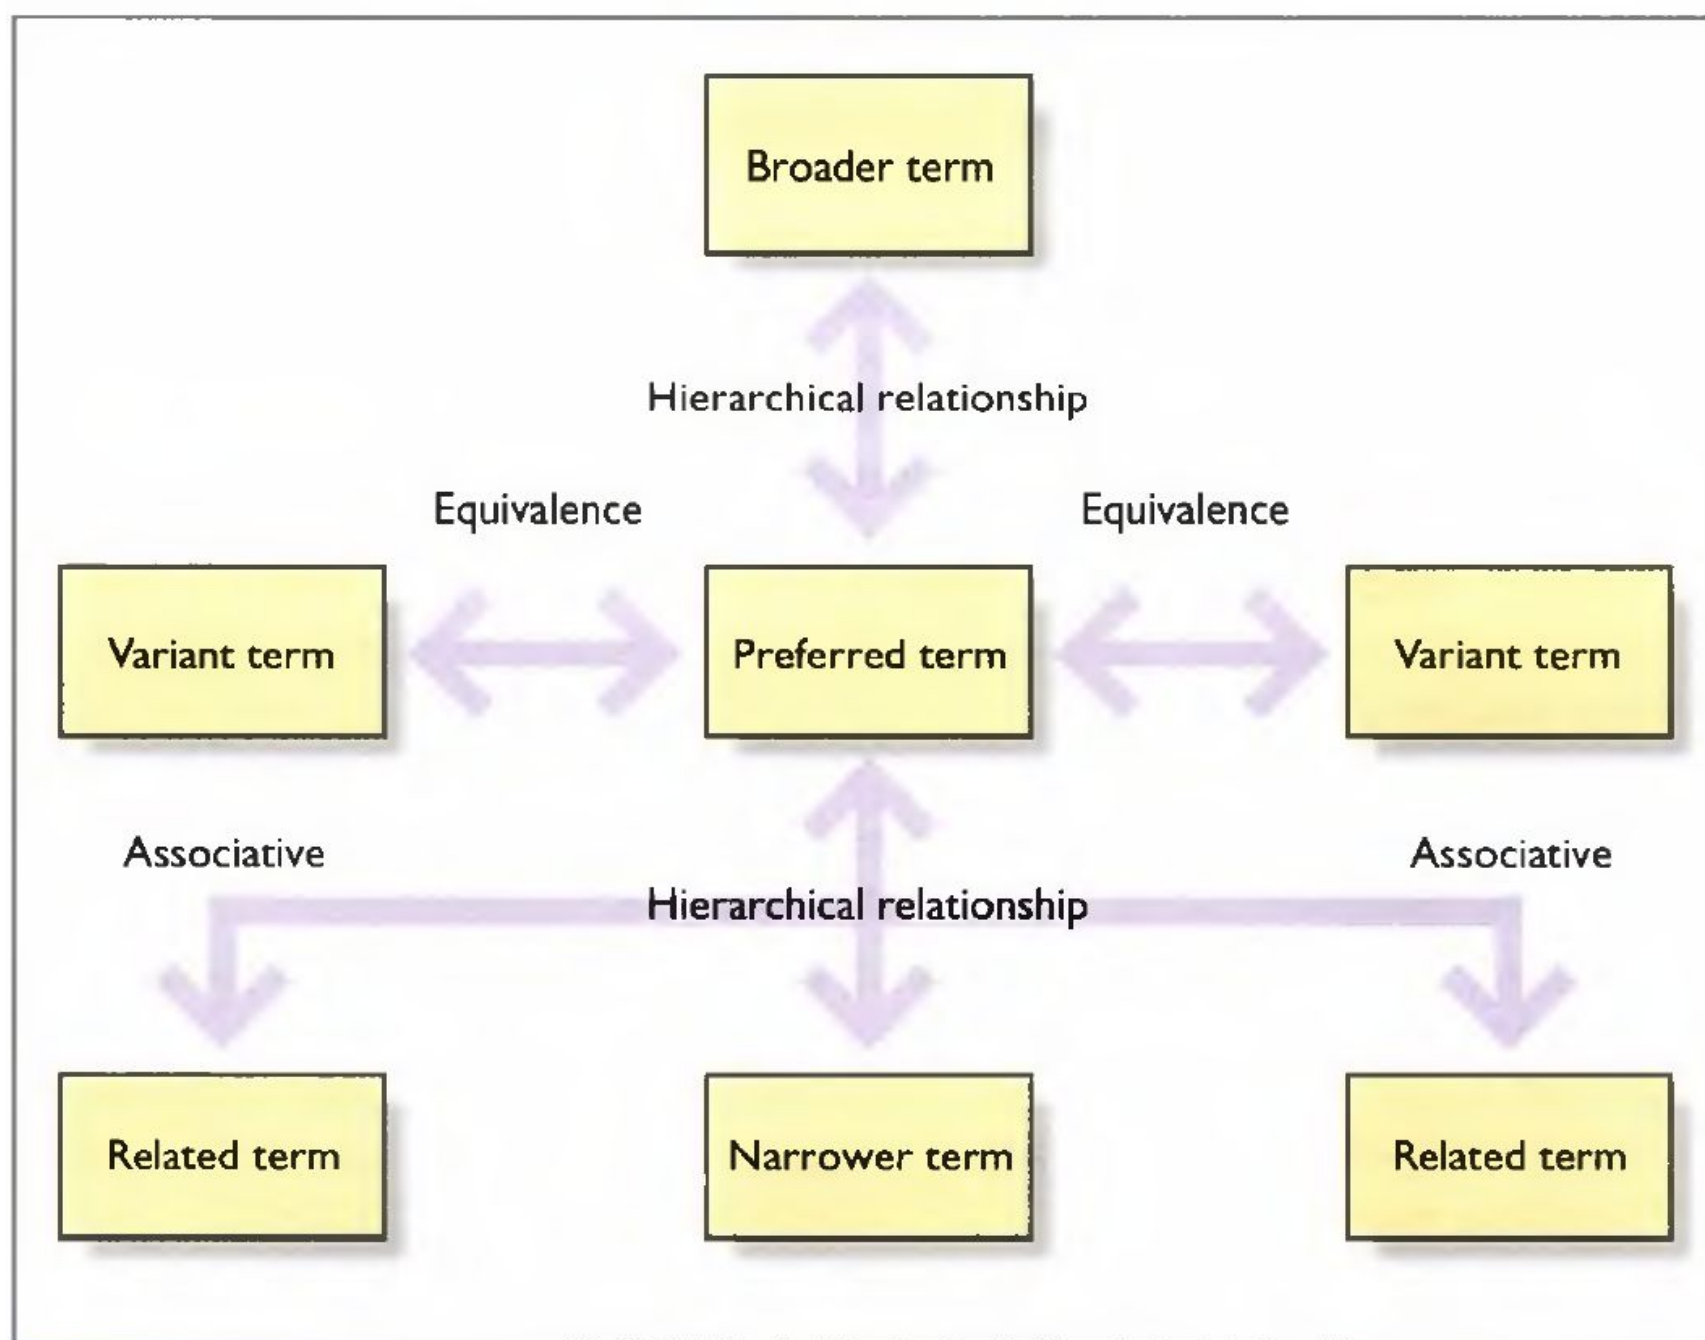 Broader term
Hierarchical relationship
Equivalence
Equivalence
Variant term
Preferred term
Variant term
Associative
Associative
Hierarchical relationship
Related term
Narrower term
Related term